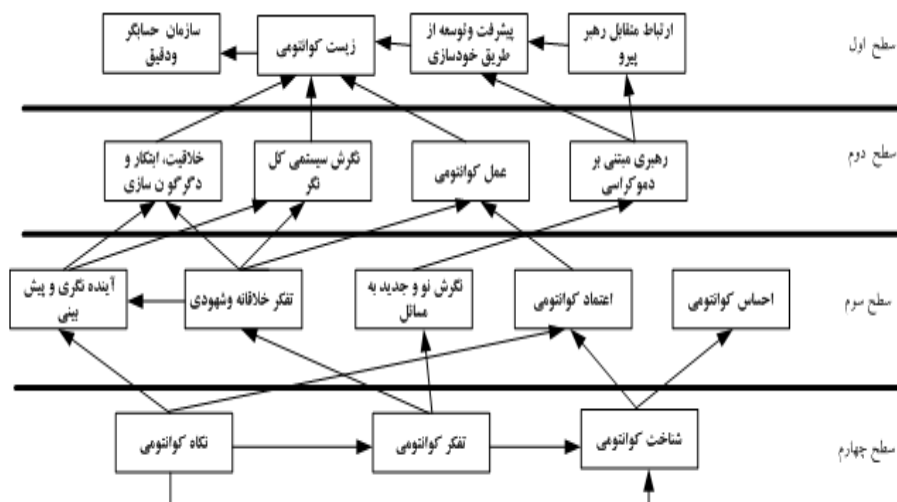 سطح اول
ارتباط متقابل رهبر
پیرو
پیشرفت وتوسعه از
طریق خودسازی
زیست کوانتومی
سازمان حسابگر
ودقیق
سطح دوم
رهبری مبتنی بر
دموکراسی
عمل کوانتومی
نگرش سیستمی کل
نگر
خلاقیت، ابتکار و
دگرگون سازی
سطح سوم
احساس کوانتومی
اعتماد کوانتومی
نگرش نو و جدید به
مسائل
تفکر خلاقانه وشهودی
آینده نگری و پیش
بینی
سطح چهارم
شناخت کوانتومی
تفکر کوانتومی
نگاه کوانتومی